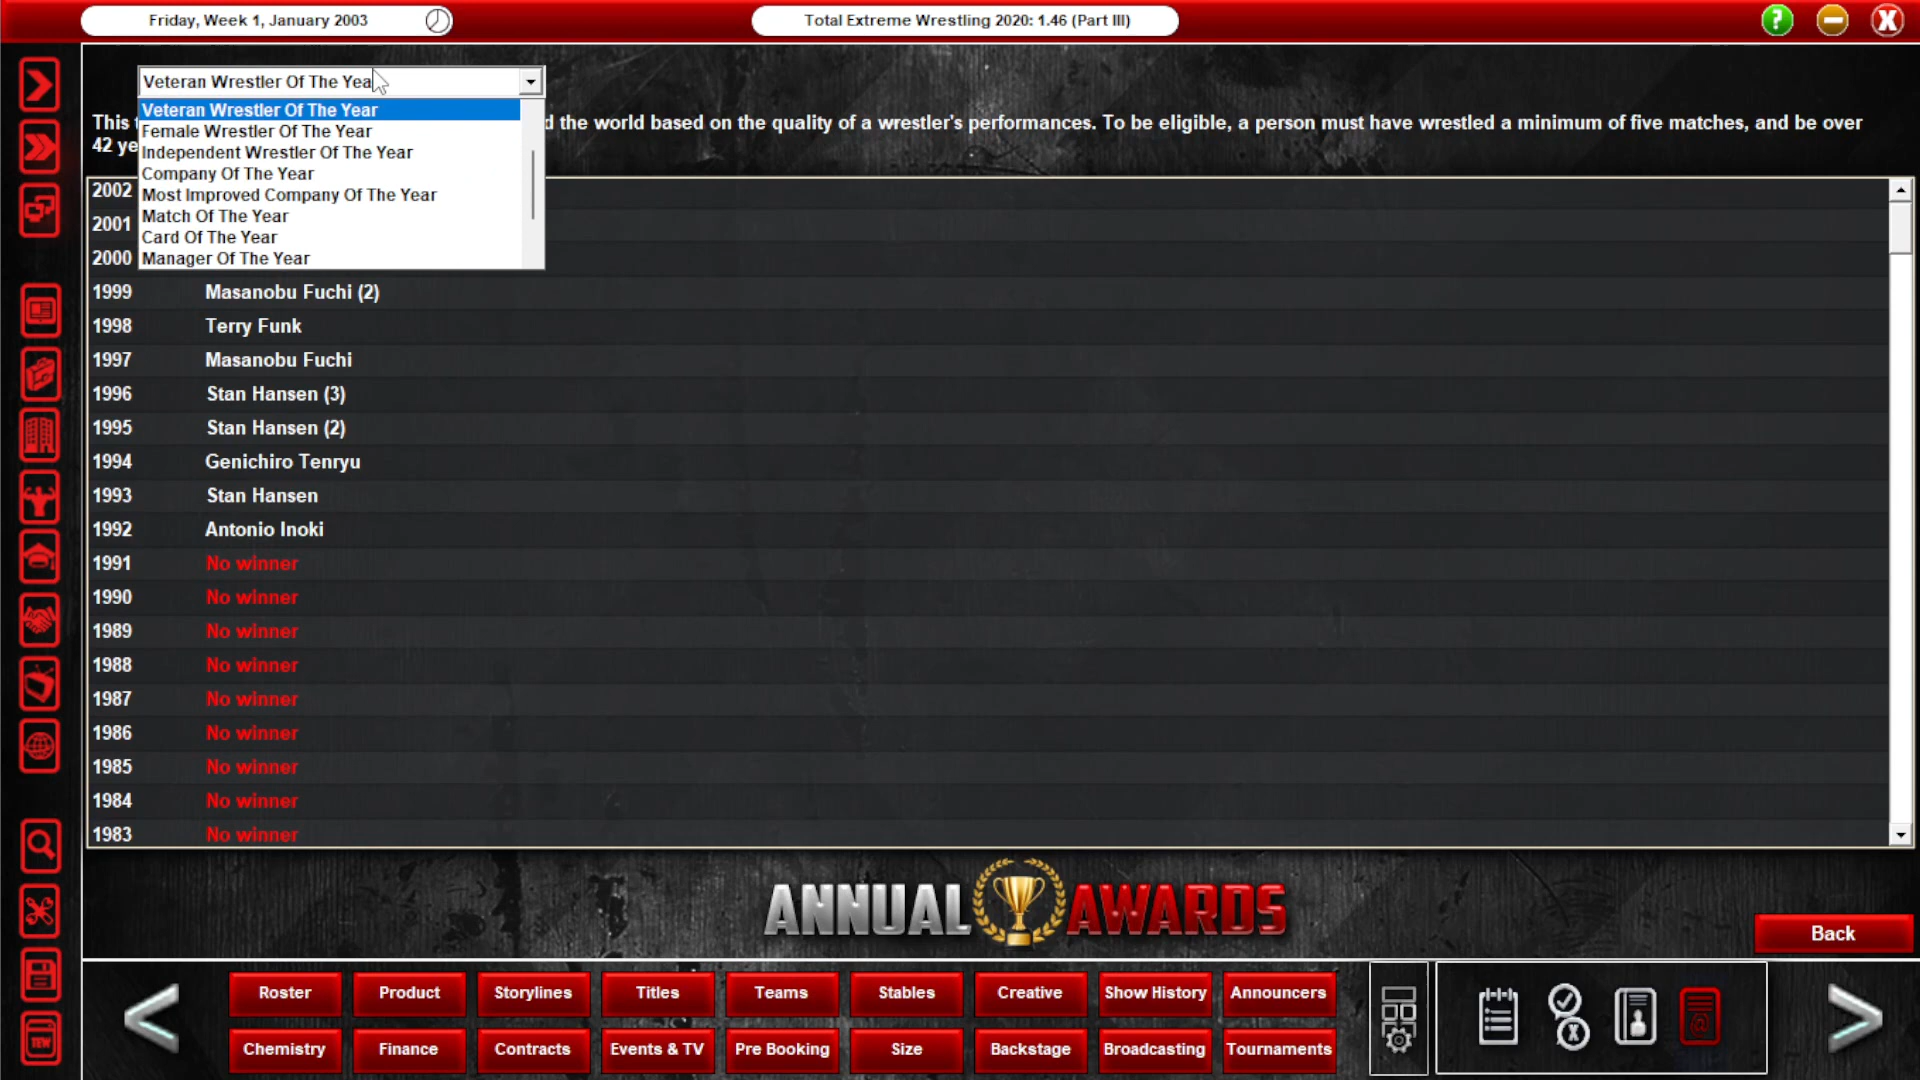 Friday, Week 1, January 2003
Total Extreme Wrestling 2020: 1.46 (Part III)
Veteran Wrestler Of The Yea
Veteran Wrestler Of The Year
Female Wrestler Of The Year
Independent Wrestler Of The Year
Company Of The Year
Most Improved Company Of The Year
Match Of The Year
Card Of The Year
Manager Of The Year
This
d the world based on the quality of a wrestler's performances. To be eligible, a person must have wrestled a minimum of five matches, and be over
42 ye
2002
2001
2000
1999 Masanobu Fuchi (2)
1998 Terry Funk
1997 Masanobu Fuchi
1996 Stan Hansen (3)
1995 Stan Hansen (2)
1994 Genichiro Tenryu
1993 Stan Hansen
1992 Antonio Inoki
1991 No winner
1990 No winner
1989 No winner
1988 No winner
1987 No winner
1986 No winner
1985 No winner
1984 No winner
1983 No winner
ANNUAL AWARDS
Back
Roster Product Storylines Titles Teams Stables Creative Show History Announcers
Chemistry Finance Contracts Events & TV Pre Booking Size Backstage Broadcasting Tournaments
TEW